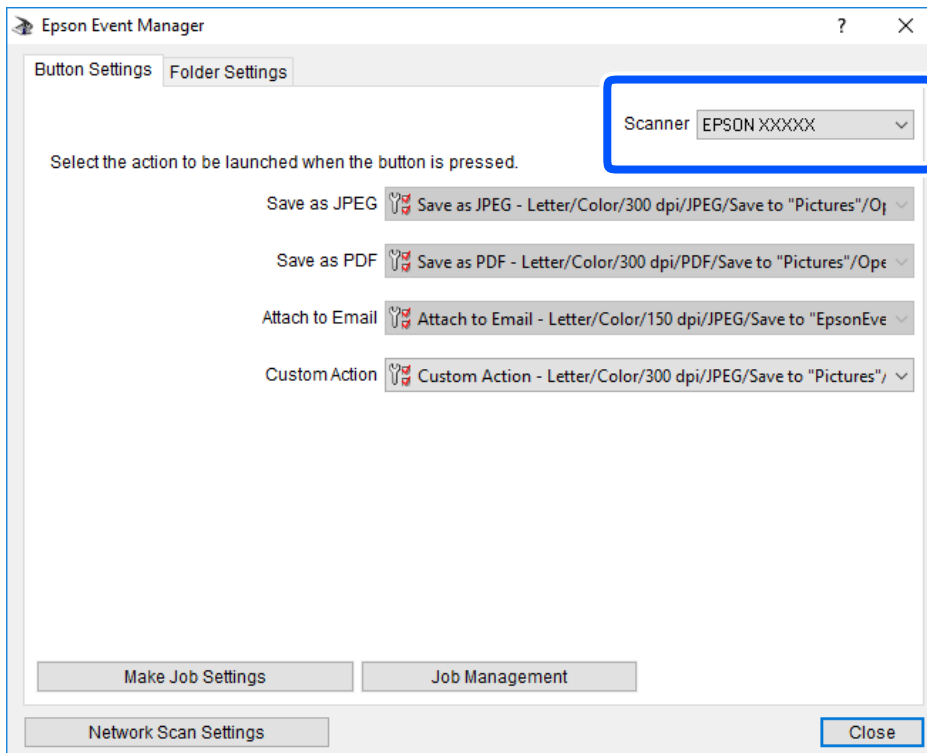 Epson Event Manager
?
Button Settings Folder Settings
Scanner EPSON XXXXX
Select the action to be launched when the button is pressed.
Save as JPEG Save as JPEG - Letter/Color/300 dpi/JPEG/Save to "Pictures"/Op
Save as PDF Save as PDF - Letter/Color/300 dpi/PDF/Save to "Pictures"/Ope
Attach to Email Attach to Email - Letter/Color/150 dpi/JPEG/Save to "EpsonEve
Custom Action Custom Action - Letter/Color/300 dpi/JPEG/Save to "Pictures"/
Make Job Settings Job Management
Network Scan Settings Close